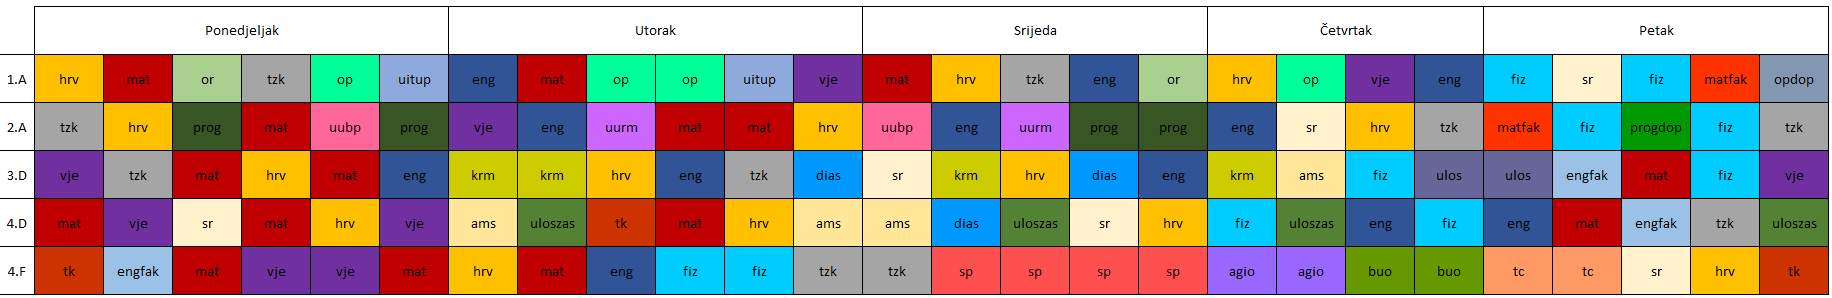 Ponedjeljak Utorak Srijeda Četvrtak Petak
1.A hrv mat or tzk op uitup eng mat op op uitup vje mat hrv tzk eng or hrv op vje eng fiz sr fiz matfak opdop
2.A tzk hrv prog mat uubp prog vje eng uurm mat mat hrv uubp eng uurm prog prog eng sr hrv tzk matfak fiz progdop fiz tzk
3.D vje tzk mat hrv mat eng krm krm hrv eng tzk dias sr krm hrv dias eng krm ams fiz ulos ulos engfak mat fiz vje
4.D mat vje sr mat hrv vje ams uloszas tk mat hrv ams ams dias uloszas sr hrv fiz uloszas eng fiz eng mat engfak tzk uloszas
4.F tk engfak mat vje vje mat hrv mat eng fiz fiz tzk tzk sp sp sp sp agio agio buo buo tc tc sr hrv tk